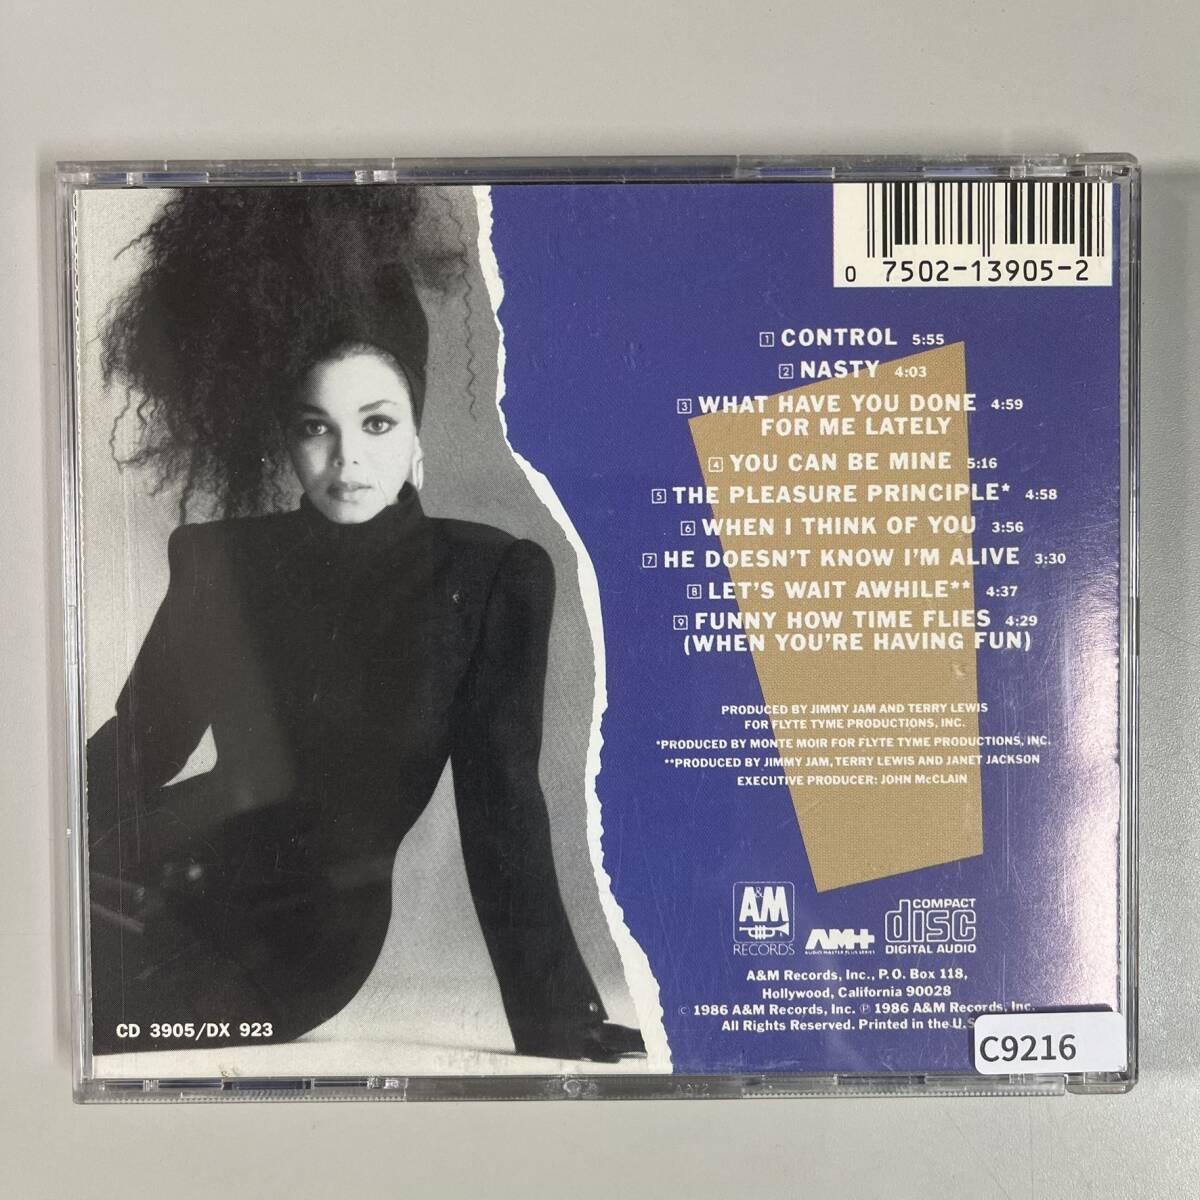 0 7502-13905-2
1 CONTROL 5:55
2 NASTY 4:03
3 WHAT HAVE YOU DONE 4:59
FOR ME LATELY
4 YOU CAN BE MINE 5:16
5 THE PLEASURE PRINCIPLE* 4:58
6 WHEN I THINK OF YOU 3:56
7 HE DOESN'T KNOW I'M ALIVE 3:30
8 LET'S WAIT AWHILE** 4:37
9 FUNNY HOW TIME FLIES 4:29
(WHEN YOU'RE HAVING FUN)
PRODUCED BY JIMMY JAM AND TERRY LEWIS
FOR FLYTE TYME PRODUCTIONS, INC.
*PRODUCED BY MONTE MOIR FOR FLYTE TYME PRODUCTIONS, INC.
**PRODUCED BY JIMMY JAM, TERRY LEWIS AND JANET JACKSON
EXECUTIVE PRODUCER: JOHN McCLAIN
A&M
RECORDS
AM+
AUDIO MASTER PLUS SERIES
COMPACT
disc
DIGITAL AUDIO
A&M Records, Inc., P.O. Box 118,
Hollywood, California 90028
© 1986 A&M Records, Inc. ℗ 1986 A&M Records, Inc.
All Rights Reserved. Printed in the U.S
C9216
CD 3905/DX 923